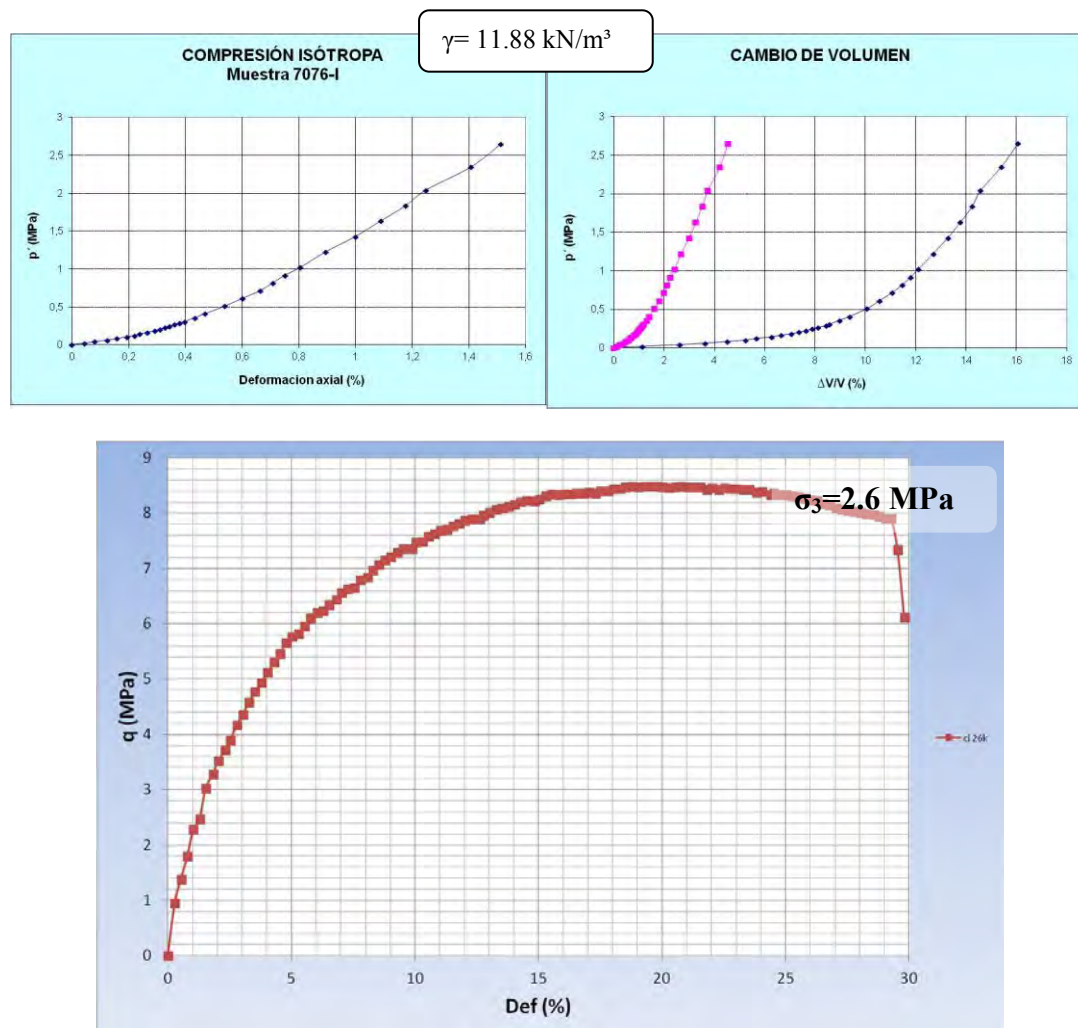 γ= 11.88 kN/m³
COMPRESIÓN ISÓTROPA
Muestra 7076-I
3
2,5
2
1,5
1
0,5
0
p´ (MPa)
0 0,2 0,4 0,6 0,8 1 1,2 1,4 1,6
Deformacion axial (%)
CAMBIO DE VOLUMEN
3
2,5
2
1,5
1
0,5
0
p´ (MPa)
0 2 4 6 8 10 12 14 16 18
ΔV/V (%)
σ₃=2.6 MPa
9
8
7
6
5
4
3
2
1
0
q (MPa)
0 5 10 15 20 25 30
Def (%)